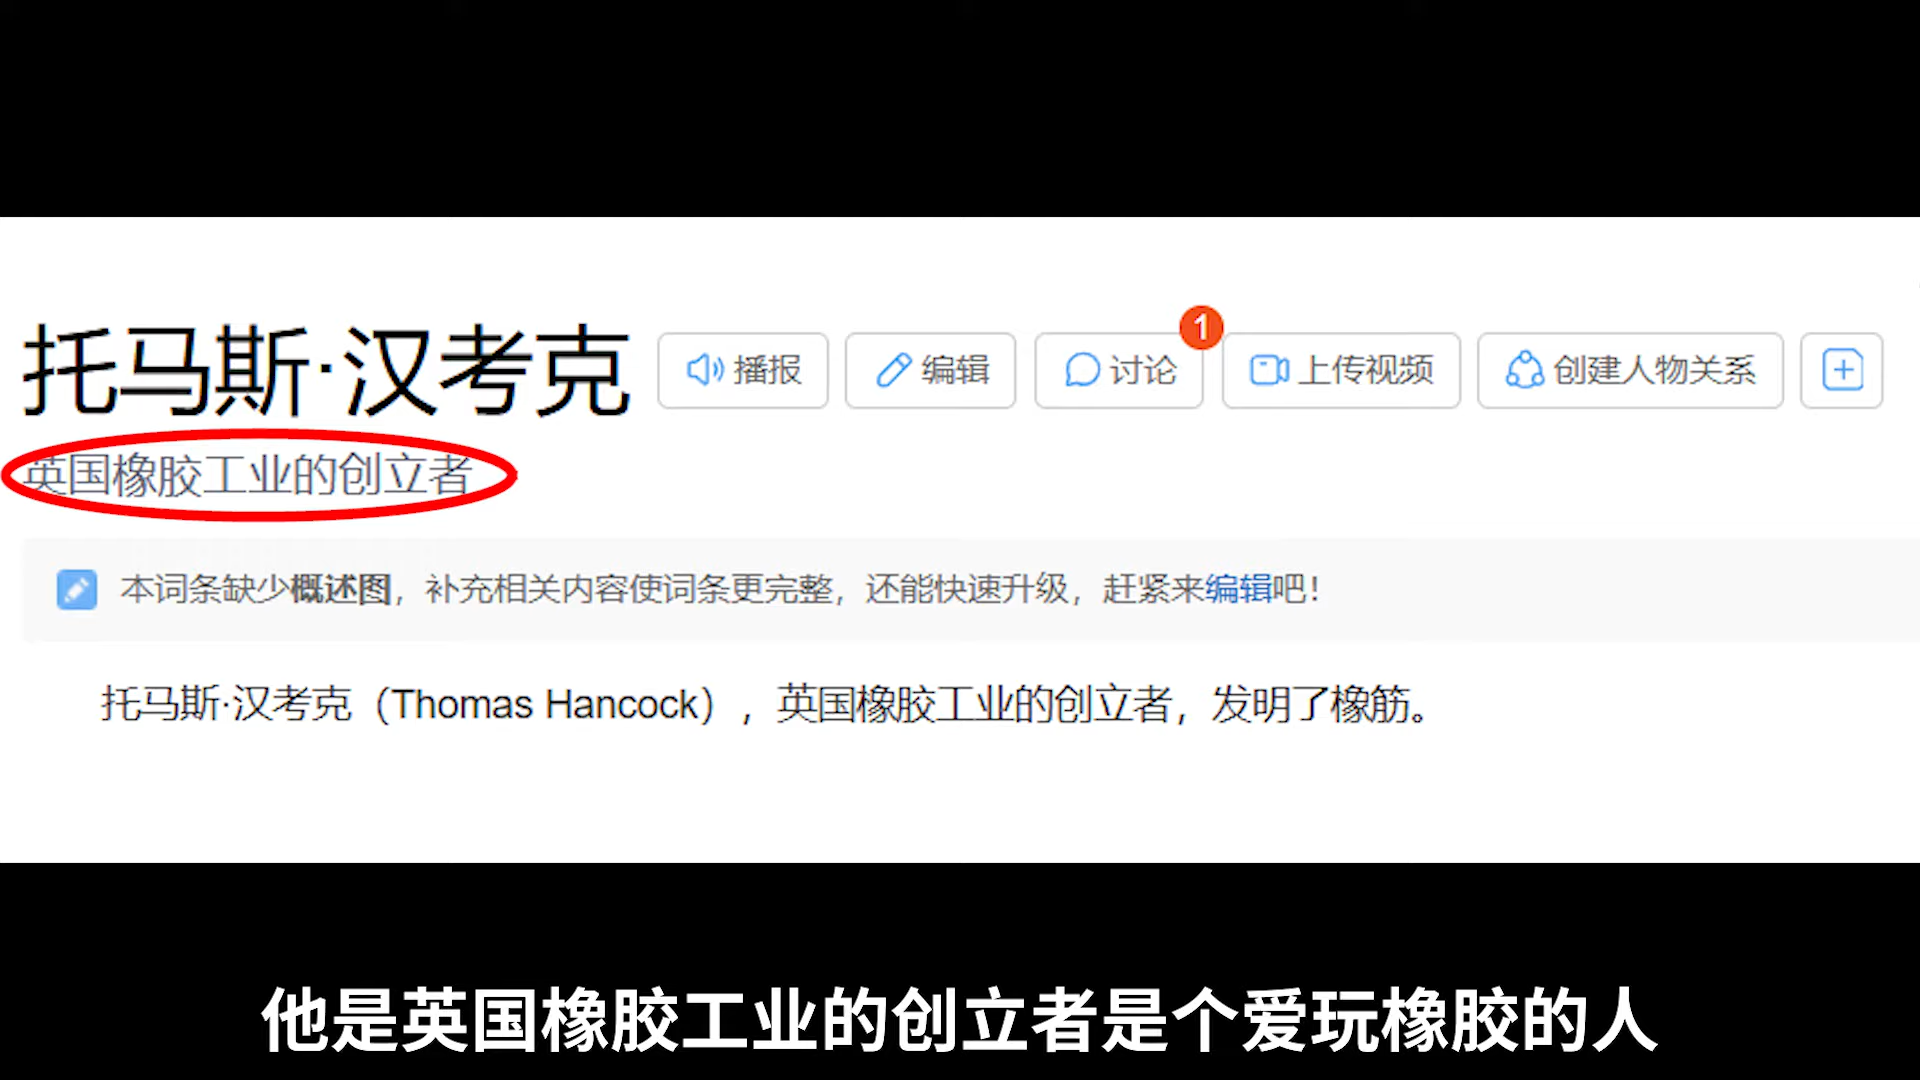 托马斯·汉考克 播报 编辑 讨论 1 上传视频 创建人物关系
英国橡胶工业的创立者
本词条缺少概述图，补充相关内容使词条更完整，还能快速升级，赶紧来编辑吧！
托马斯·汉考克（Thomas Hancock），英国橡胶工业的创立者，发明了橡筋。
他是英国橡胶工业的创立者是个爱玩橡胶的人